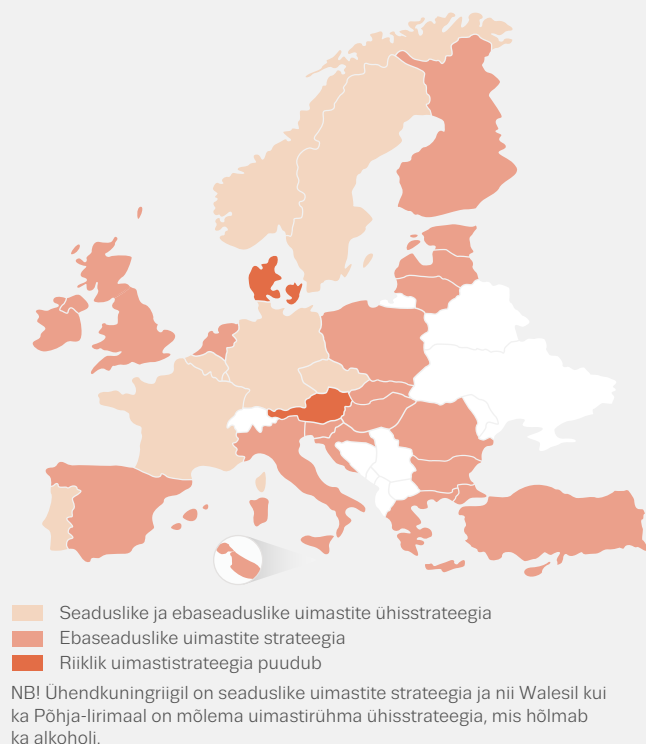 Seaduslike ja ebaseaduslike uimastite ühisstrateegia
Ebaseaduslike uimastite strateegia
Riiklik uimastistrateegia puudub
NB! Ühendkuningriigil on seaduslike uimastite strateegia ja nii Walesil kui
ka Põhja-Iirimaal on mõlema uimastirühma ühisstrateegia, mis hõlmab
ka alkoholi.